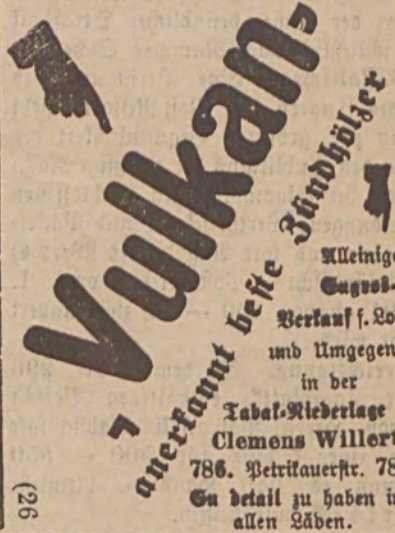 Vulkan-
anerkannt beste Zündhölzer
Alleinige
Engros-
Verkauf f. Lo
und Umgegen
in der
Tabak-Niederlage
Clemens Willert
786. Petrikauerstr. 78
En detail zu haben in
allen Läden.
(26